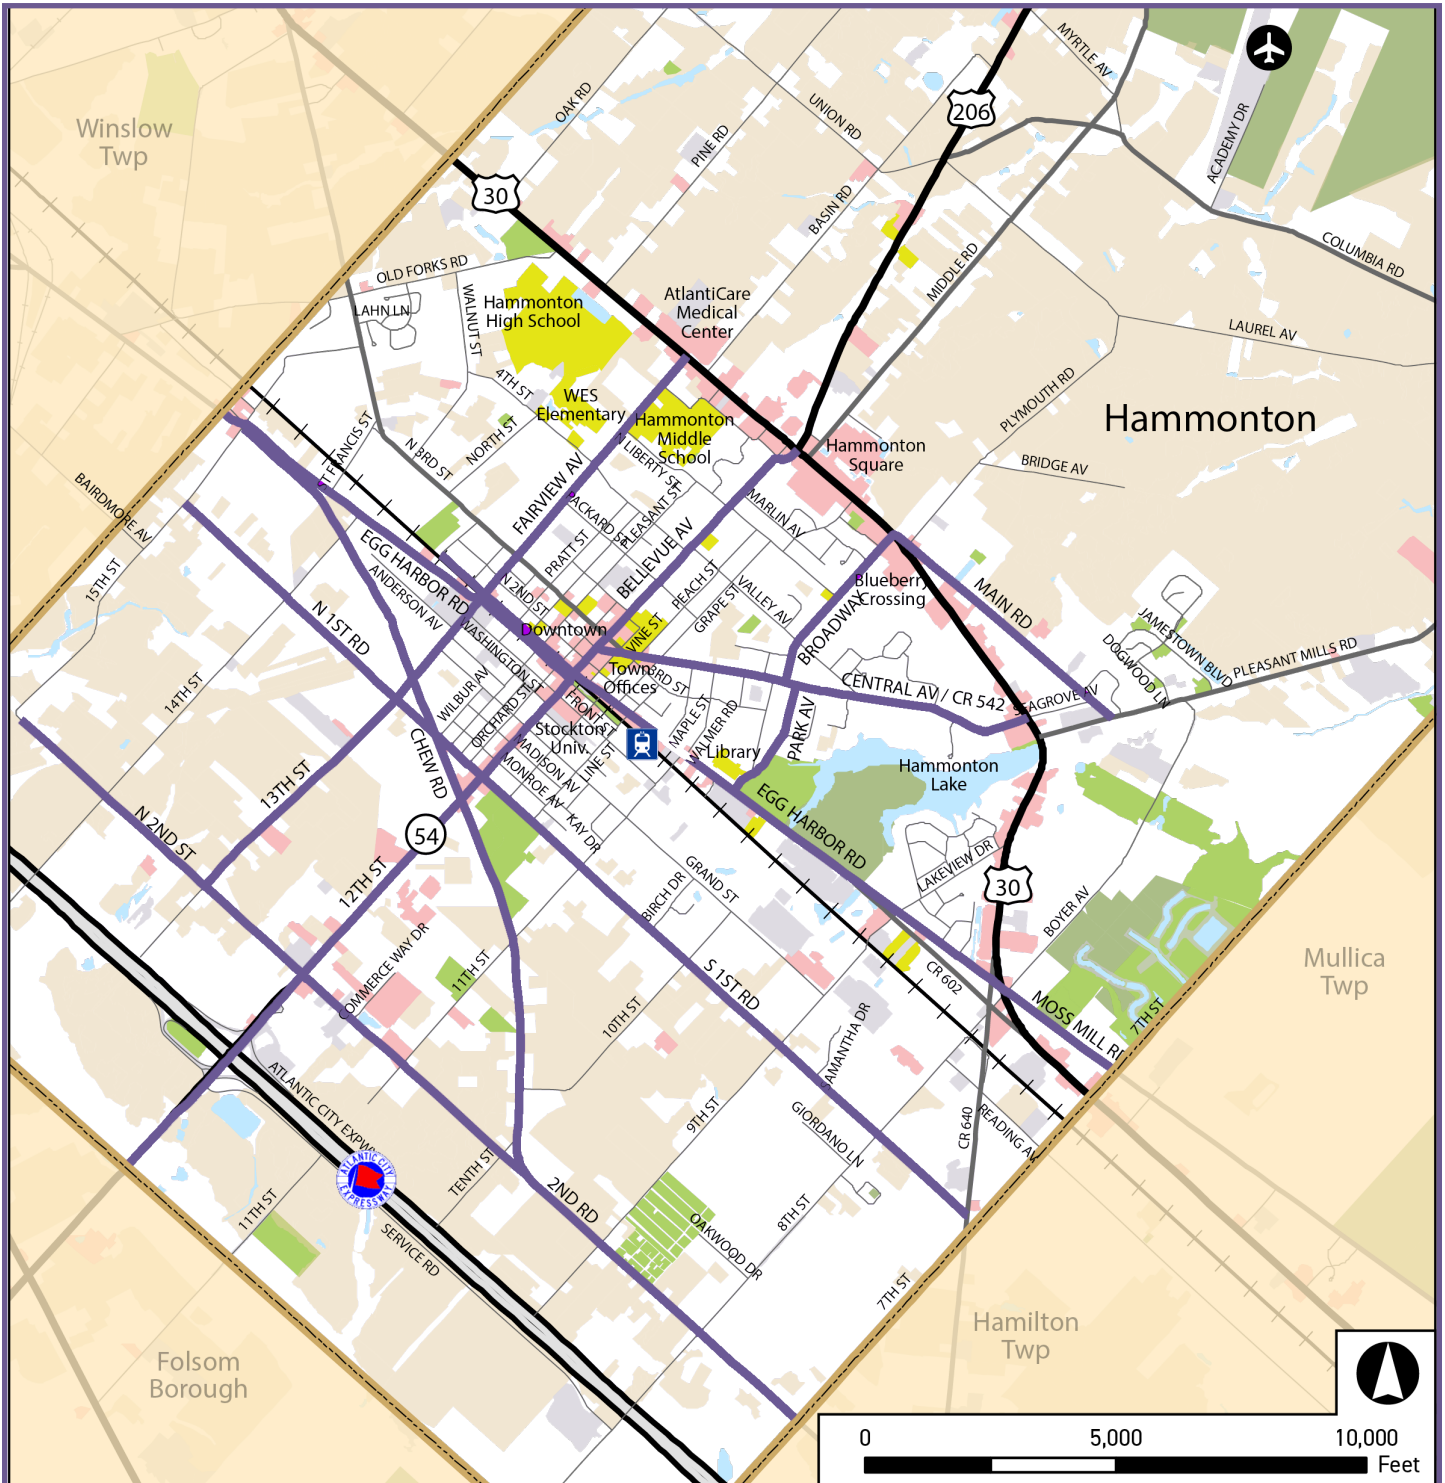 Winslow
Twp
206
30
MYRTLE AV
OAK RD
UNION RD
PINE RD
ACADEMY DR
BASIN RD
COLUMBIA RD
MIDDLE RD
OLD FORKS RD
LAHN LN
WALNUT ST
Hammonton
High School
AtlantiCare
Medical
Center
LAUREL AV
4TH ST
WES
Elementary
Hammonton
Middle
School
PLYMOUTH RD
Hammonton
Hammonton
Square
BRIDGE AV
ST FRANCIS ST
N 3RD ST
NORTH ST
N LIBERTY ST
FAIRVIEW AV
PACKARD ST
PLEASANT ST
PRATT ST
BELLEVUE AV
MARLIN AV
BAIRDMORE AV
15TH ST
EGG HARBOR RD
ANDERSON AV
N 2ND ST
PEACH ST
GRAPE ST
VALLEY AV
Blueberry
Crossing
MAIN RD
N 1ST RD
WASHINGTON ST
Downtown
VINE ST
BROADWAY
JAMESTOWN BLVD
DOGWOOD LN
PLEASANT MILLS RD
14TH ST
WILBUR AV
ORCHARD ST
Town
Offices
3RD ST
FRONT ST
MAPLE ST
WALMER RD
CENTRAL AV / CR 542
SEAGROVE AV
PARK AV
Stockton
Univ.
Library
Hammonton
Lake
CHEW RD
MADISON AV
MONROE AV
LINE ST
13TH ST
N 2ND ST
54
KAY DR
EGG HARBOR RD
12TH ST
GRAND ST
BIRCH DR
LAKEVIEW DR
30
BOYER AV
COMMERCE WAY DR
11TH ST
S 1ST RD
CR 602
Mullica
Twp
10TH ST
SAMANTHA DR
MOSS MILL RD
7TH ST
ATLANTIC CITY EXPWY
9TH ST
GIORDANO LN
CR 640
READING AV
ATLANTIC CITY
EXPRESSWAY
TENTH ST
11TH ST
SERVICE RD
2ND RD
OAKWOOD DR
8TH ST
7TH ST
Hamilton
Twp
Folsom
Borough
0
5,000
10,000
Feet